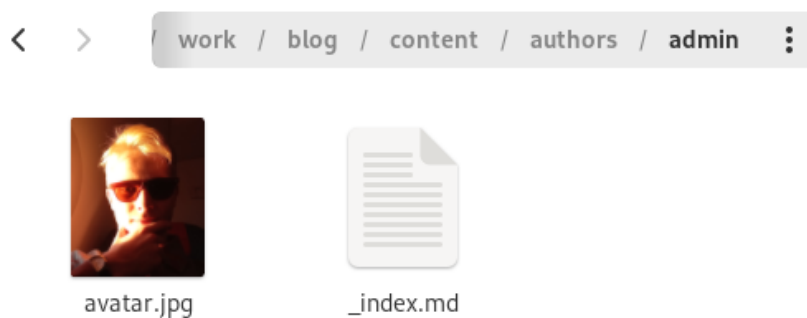 / work / blog / content / authors / admin
avatar.jpg
_index.md